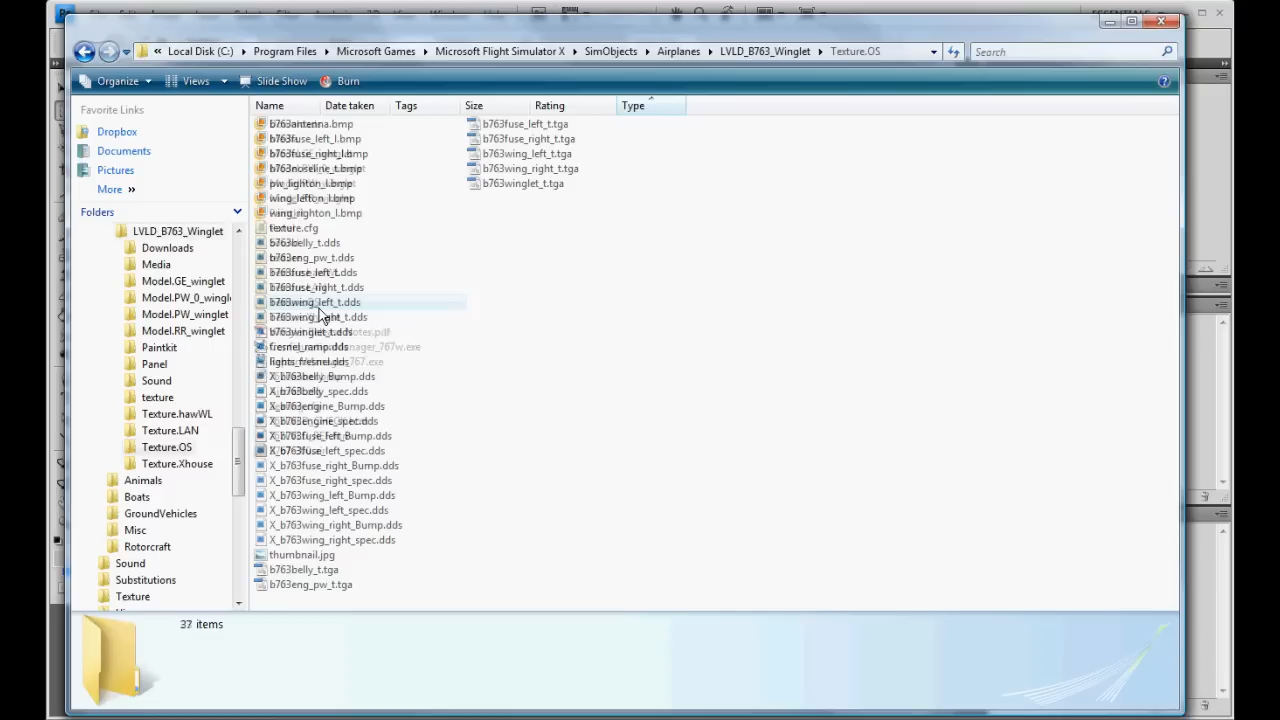 Ps
ESSENTIALS
Local Disk (C:) Program Files Microsoft Games Microsoft Flight Simulator X SimObjects Airplanes LVLD_B763_Winglet Texture.OS
Search
Organize Views Slide Show Burn
Favorite Links
Dropbox
Documents
Pictures
More »
Folders
LVLD_B763_Winglet
Downloads
Media
Model.GE_winglet
Model.PW_0_wingl
Model.PW_winglet
Model.RR_winglet
Paintkit
Panel
Sound
texture
Texture.hawWL
Texture.LAN
Texture.OS
Texture.Xhouse
Animals
Boats
GroundVehicles
Misc
Rotorcraft
Sound
Substitutions
Texture
Name Date taken Tags Size Rating Type
b763antenna.bmp
b763fuse_left_l.bmp
b763fuse_right_l.bmp
pw_lighton_l.bmp
wing_lefton_l.bmp
wing_righton_l.bmp
texture.cfg
b763belly_t.dds
b763eng_pw_t.dds
b763fuse_left_t.dds
b763fuse_right_t.dds
b763wing_left_t.dds
b763wing_right_t.dds
b763winglet_t.dds
fresnel_ramp.dds
lights_fresnel.dds
X_b763belly_Bump.dds
X_b763belly_spec.dds
X_b763engine_Bump.dds
X_b763engine_spec.dds
X_b763fuse_left_Bump.dds
X_b763fuse_left_spec.dds
X_b763fuse_right_Bump.dds
X_b763fuse_right_spec.dds
X_b763wing_left_Bump.dds
X_b763wing_left_spec.dds
X_b763wing_right_Bump.dds
X_b763wing_right_spec.dds
thumbnail.jpg
b763belly_t.tga
b763eng_pw_t.tga
b763fuse_left_t.tga
b763fuse_right_t.tga
b763wing_left_t.tga
b763wing_right_t.tga
b763winglet_t.tga
37 items